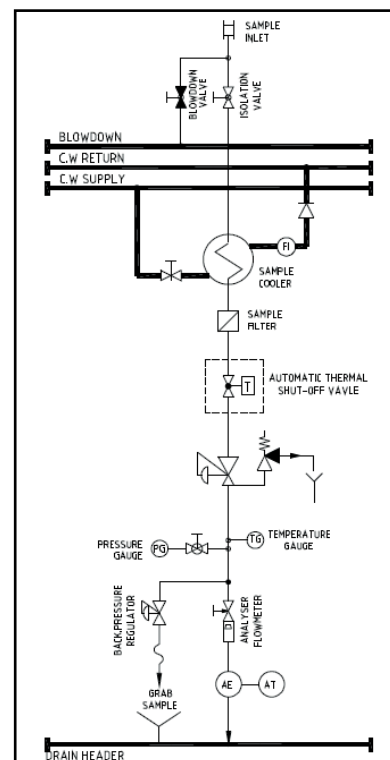 SAMPLE
INLET
BLOWDOWN
VALVE
ISOLATION
VALVE
BLOWDOWN
C.W RETURN
C.W SUPPLY
FI
SAMPLE
COOLER
SAMPLE
FILTER
AUTOMATIC THERMAL
SHUT-OFF VAVLE
T
PRESSURE
GAUGE
PG
TG
TEMPERATURE
GAUGE
BACK.PRESSURE
REGULATOR
ANALYSER
FLOWMETER
GRAB
SAMPLE
AE
AT
DRAIN HEADER